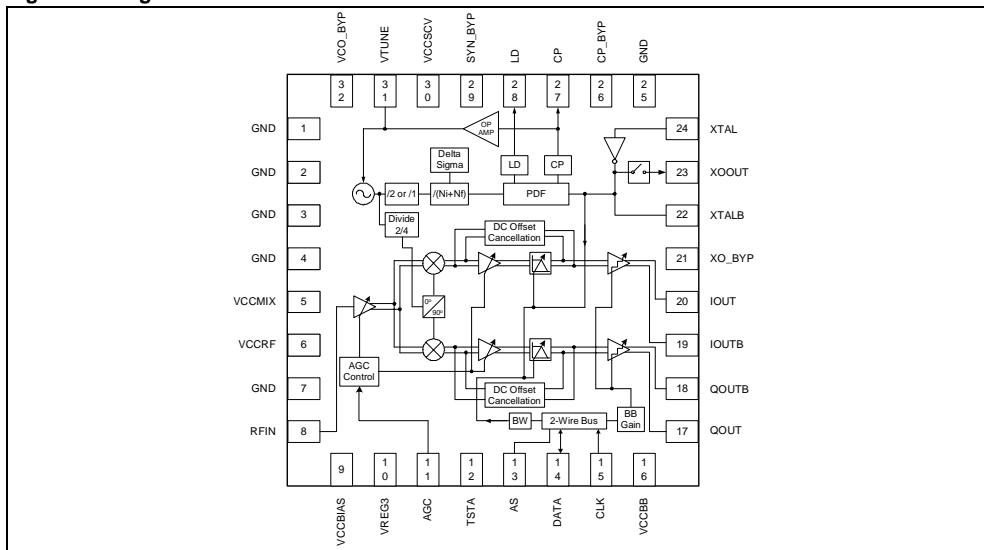 VCO_BYP
VTUNE
VCCSCV
SYN_BYP
LD
CP
CP_BYP
GND
32
31
30
29
28
27
26
25
GND 1
GND 2
GND 3
GND 4
VCCMIX 5
VCCRF 6
GND 7
RFIN 8
24 XTAL
23 XOOUT
22 XTALB
21 XO_BYP
20 IOUT
19 IOUTB
18 QOUTB
17 QOUT
OP
AMP
Delta
Sigma
LD
CP
/2 or /1
/(Ni+Nf)
PDF
Divide
2/4
DC Offset
Cancellation
0°
90°
AGC
Control
DC Offset
Cancellation
BW
2-Wire Bus
BB
Gain
9
10
11
12
13
14
15
16
VCCBIAS
VREG3
AGC
TSTA
AS
DATA
CLK
VCCBB